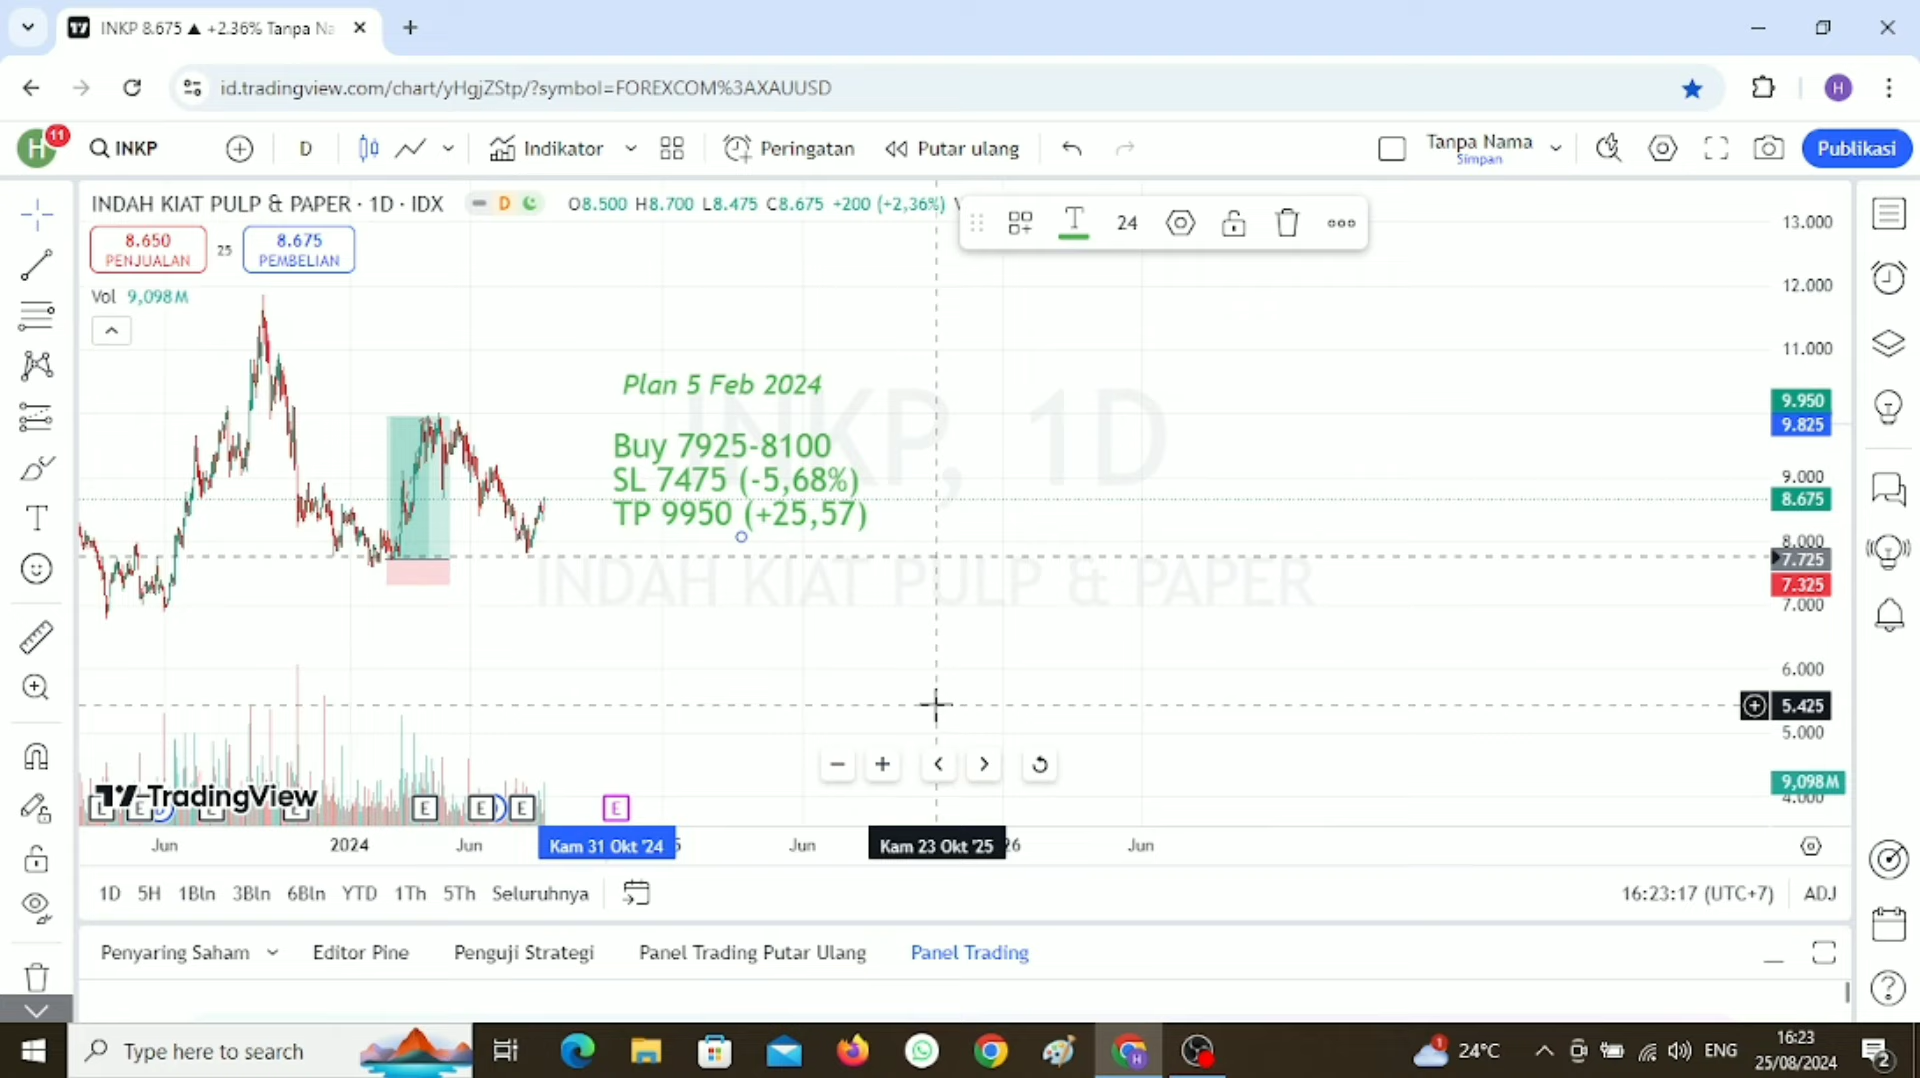 INKP 8.675 ▲ +2.36% Tanpa Na
id.tradingview.com/chart/yHgjZStp/?symbol=FOREXCOM%3AXAUUSD
H
H
11
INKP
D
Indikator
Peringatan
Putar ulang
Tanpa Nama
Simpan
Publikasi
INDAH KIAT PULP & PAPER · 1D · IDX
D
O8.500 H8.700 L8.475 C8.675 +200 (+2,36%)
24
8.650
PENJUALAN
25
8.675
PEMBELIAN
Vol 9,098M
INKP, 1D
INDAH KIAT PULP & PAPER
Plan 5 Feb 2024
Buy 7925-8100
SL 7475 (-5,68%)
TP 9950 (+25,57)
13.000
12.000
11.000
9.950
9.825
9.000
8.675
8.000
7.725
7.325
7.000
6.000
5.425
5.000
9,098M
4.000
TradingView
E
E
E
E
E
E
Jun
2024
Jun
Kam 31 Okt '24
Jun
Kam 23 Okt '25
26
Jun
1D
5H
1Bln
3Bln
6Bln
YTD
1Th
5Th
Seluruhnya
16:23:17 (UTC+7)
ADJ
Penyaring Saham
Editor Pine
Penguji Strategi
Panel Trading Putar Ulang
Panel Trading
Type here to search
1
24°C
ENG
16:23
25/08/2024
2